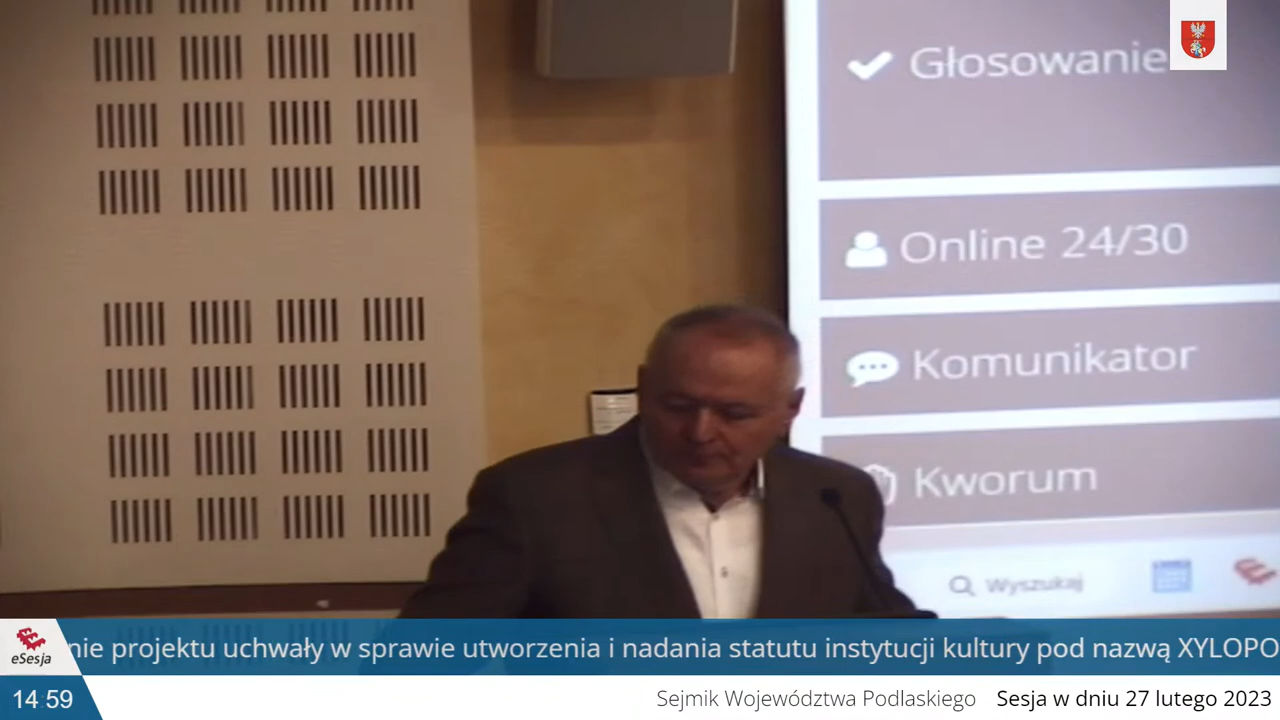 Głosowanie
Online 24/30
Komunikator
Kworum
Wyszukaj
eSesja
nie projektu uchwały w sprawie utworzenia i nadania statutu instytucji kultury pod nazwą XYLOPO
14:59
Sejmik Województwa Podlaskiego Sesja w dniu 27 lutego 2023